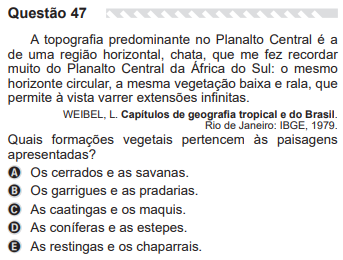 Questão 47
A topografia predominante no Planalto Central é a
de uma região horizontal, chata, que me fez recordar
muito do Planalto Central da África do Sul: o mesmo
horizonte circular, a mesma vegetação baixa e rala, que
permite à vista varrer extensões infinitas.
WEIBEL, L. Capítulos de geografia tropical e do Brasil.
Rio de Janeiro: IBGE, 1979.
Quais formações vegetais pertencem às paisagens
apresentadas?
A Os cerrados e as savanas.
B Os garrigues e as pradarias.
C As caatingas e os maquis.
D As coníferas e as estepes.
E As restingas e os chaparrais.